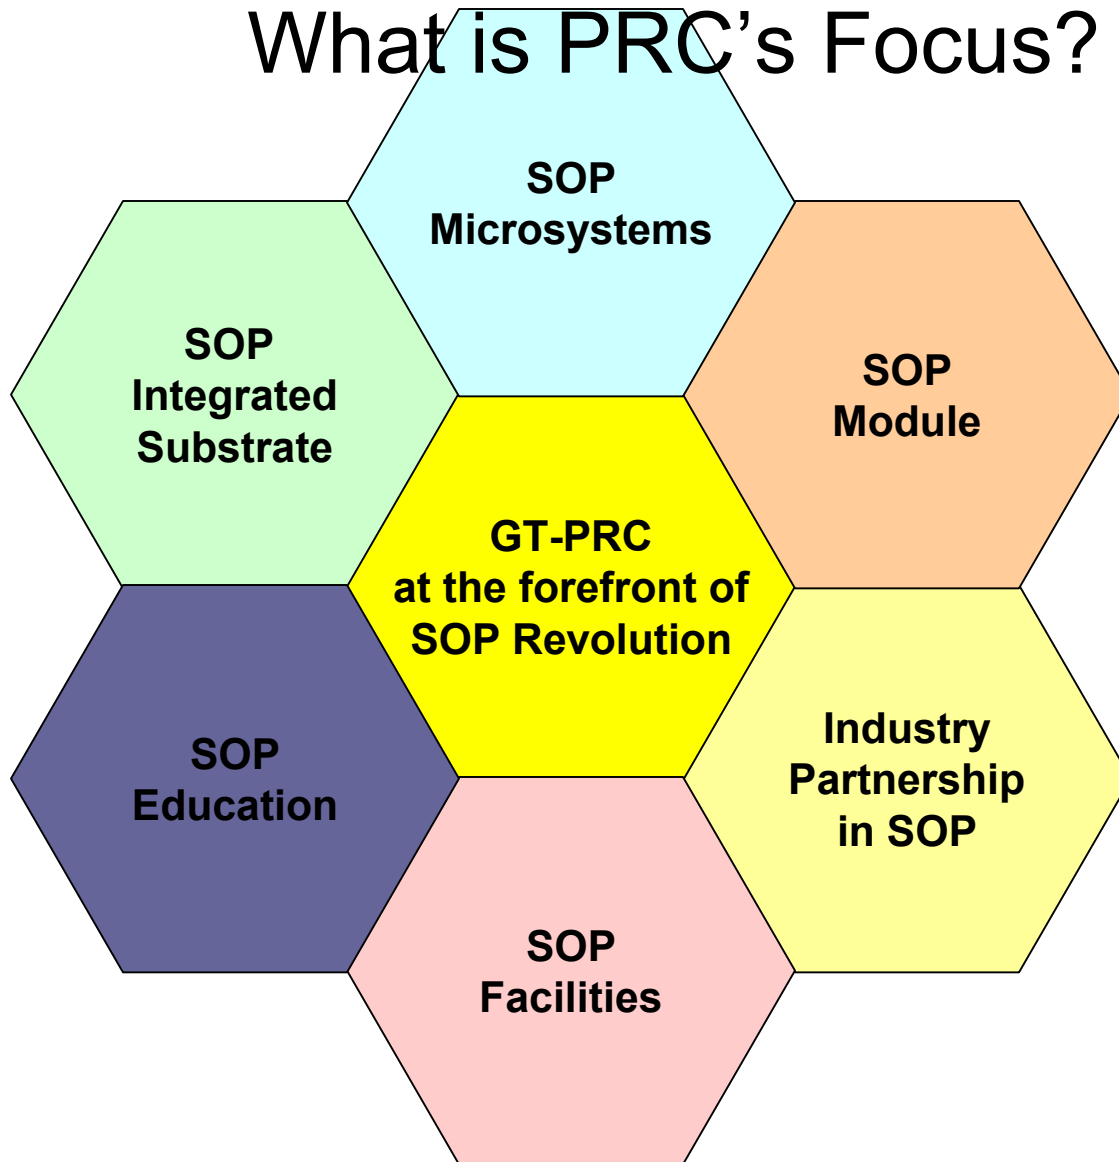 What is PRC’s Focus?
SOP
Microsystems
SOP
Integrated
Substrate
SOP
Module
GT-PRC
at the forefront of
SOP Revolution
SOP
Education
Industry
Partnership
in SOP
SOP
Facilities